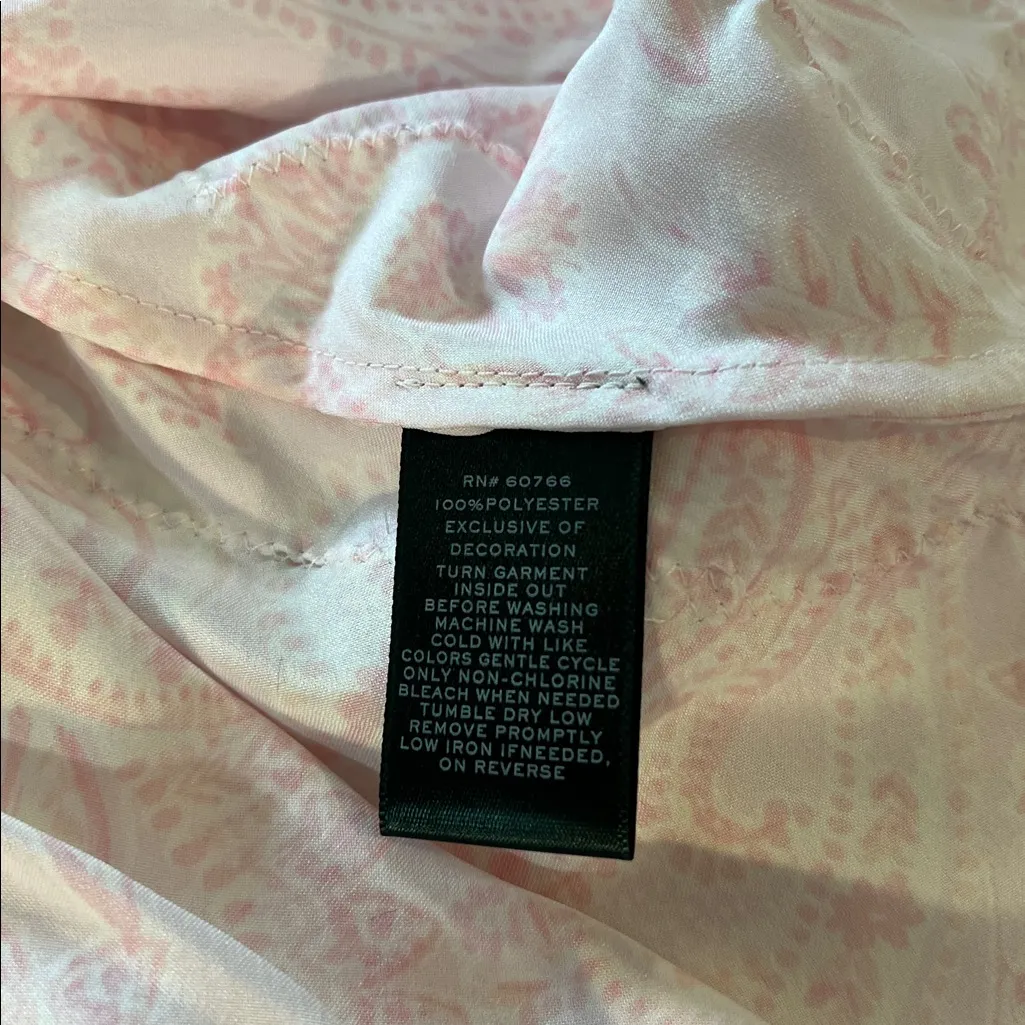 RN# 60766
100%POLYESTER
EXCLUSIVE OF
DECORATION
TURN GARMENT
INSIDE OUT
BEFORE WASHING
MACHINE WASH
COLD WITH LIKE
COLORS GENTLE CYCLE
ONLY NON-CHLORINE
BLEACH WHEN NEEDED
TUMBLE DRY LOW
REMOVE PROMPTLY
LOW IRON IFNEEDED,
ON REVERSE